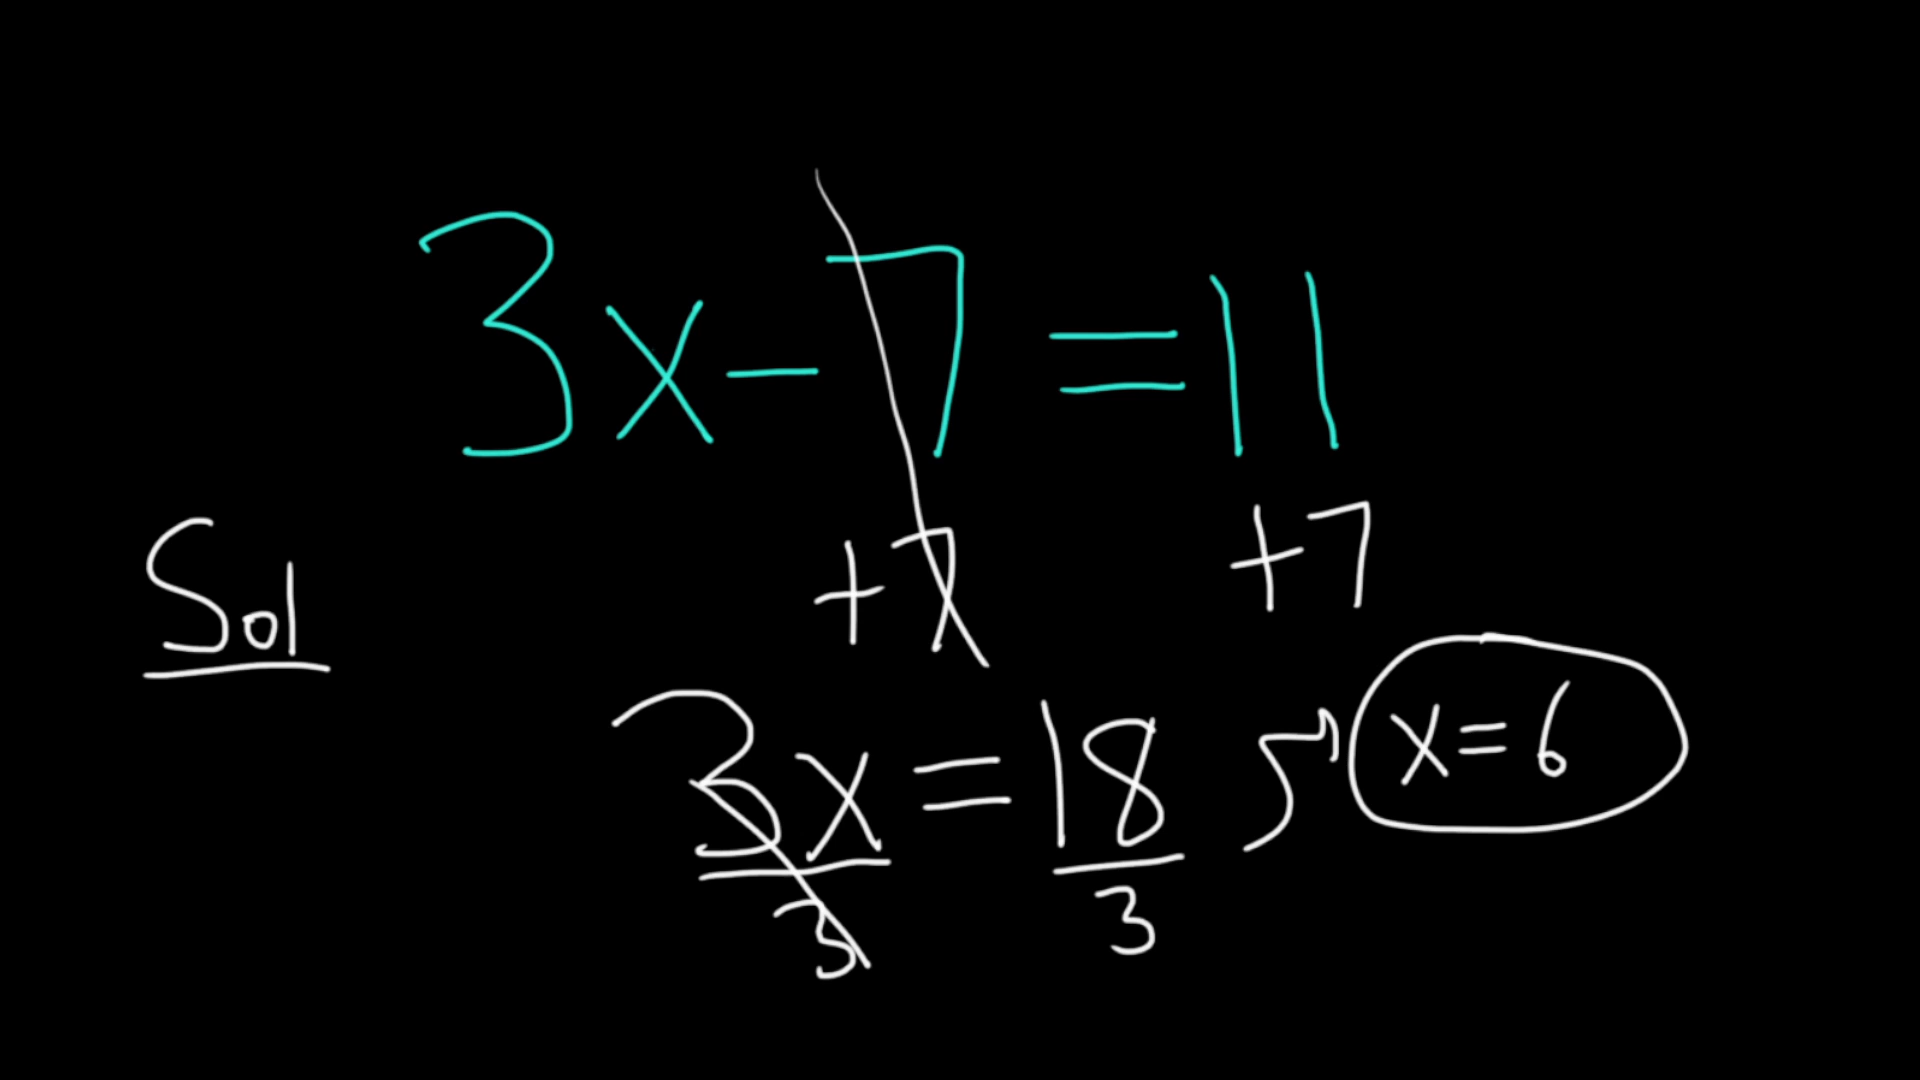 3x-7=11
Sol
+7 +7
3x=18 x=6
3 3